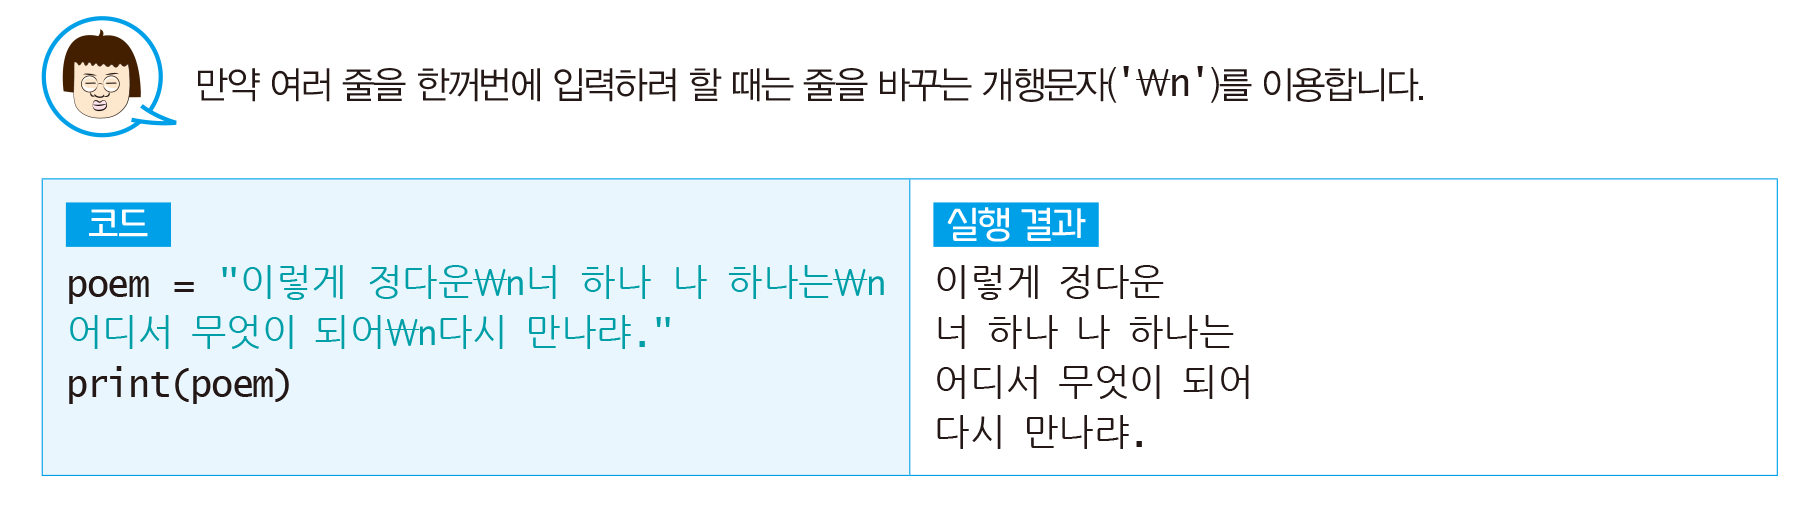 만약 여러 줄을 한꺼번에 입력하려 할 때는 줄을 바꾸는 개행문자('₩n')를 이용합니다.
코드
poem = "이렇게 정다운₩n너 하나 나 하나는₩n
어디서 무엇이 되어₩n다시 만나랴."
print(poem)
실행 결과
이렇게 정다운
너 하나 나 하나는
어디서 무엇이 되어
다시 만나랴.